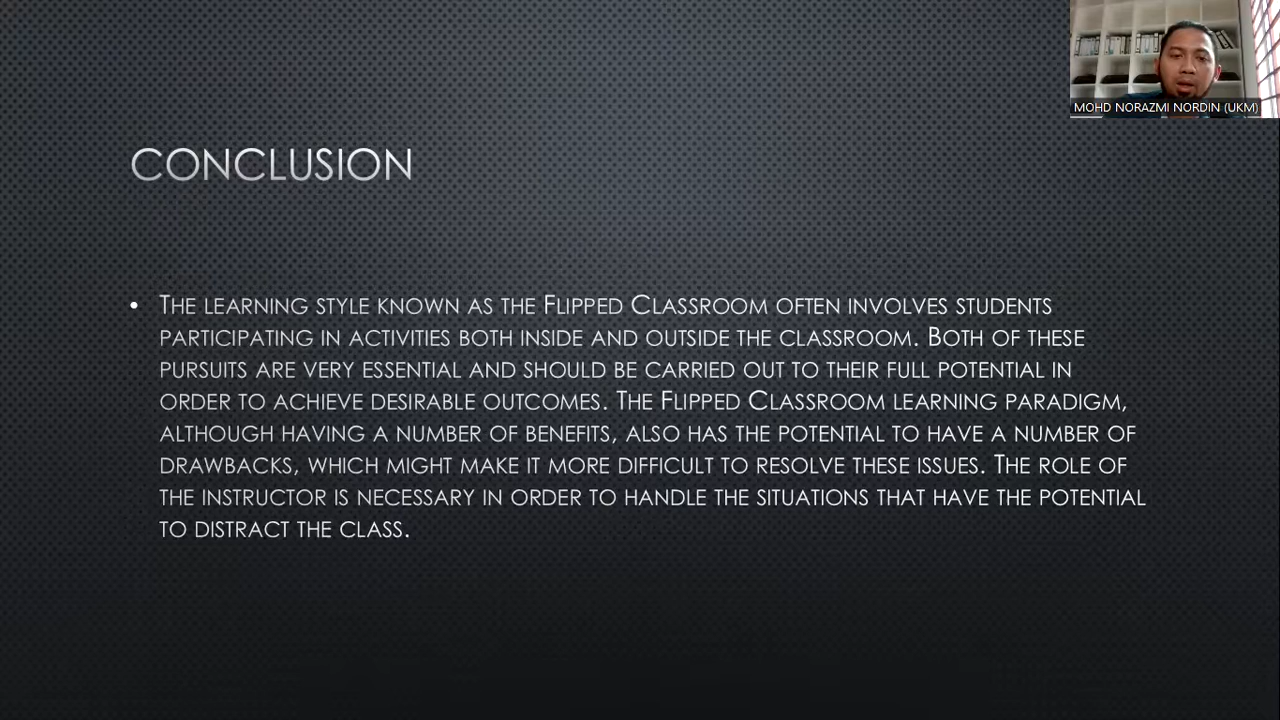 MOHD NORAZMI NORDIN (UKM)
CONCLUSION
• THE LEARNING STYLE KNOWN AS THE FLIPPED CLASSROOM OFTEN INVOLVES STUDENTS
PARTICIPATING IN ACTIVITIES BOTH INSIDE AND OUTSIDE THE CLASSROOM. BOTH OF THESE
PURSUITS ARE VERY ESSENTIAL AND SHOULD BE CARRIED OUT TO THEIR FULL POTENTIAL IN
ORDER TO ACHIEVE DESIRABLE OUTCOMES. THE FLIPPED CLASSROOM LEARNING PARADIGM,
ALTHOUGH HAVING A NUMBER OF BENEFITS, ALSO HAS THE POTENTIAL TO HAVE A NUMBER OF
DRAWBACKS, WHICH MIGHT MAKE IT MORE DIFFICULT TO RESOLVE THESE ISSUES. THE ROLE OF
THE INSTRUCTOR IS NECESSARY IN ORDER TO HANDLE THE SITUATIONS THAT HAVE THE POTENTIAL
TO DISTRACT THE CLASS.